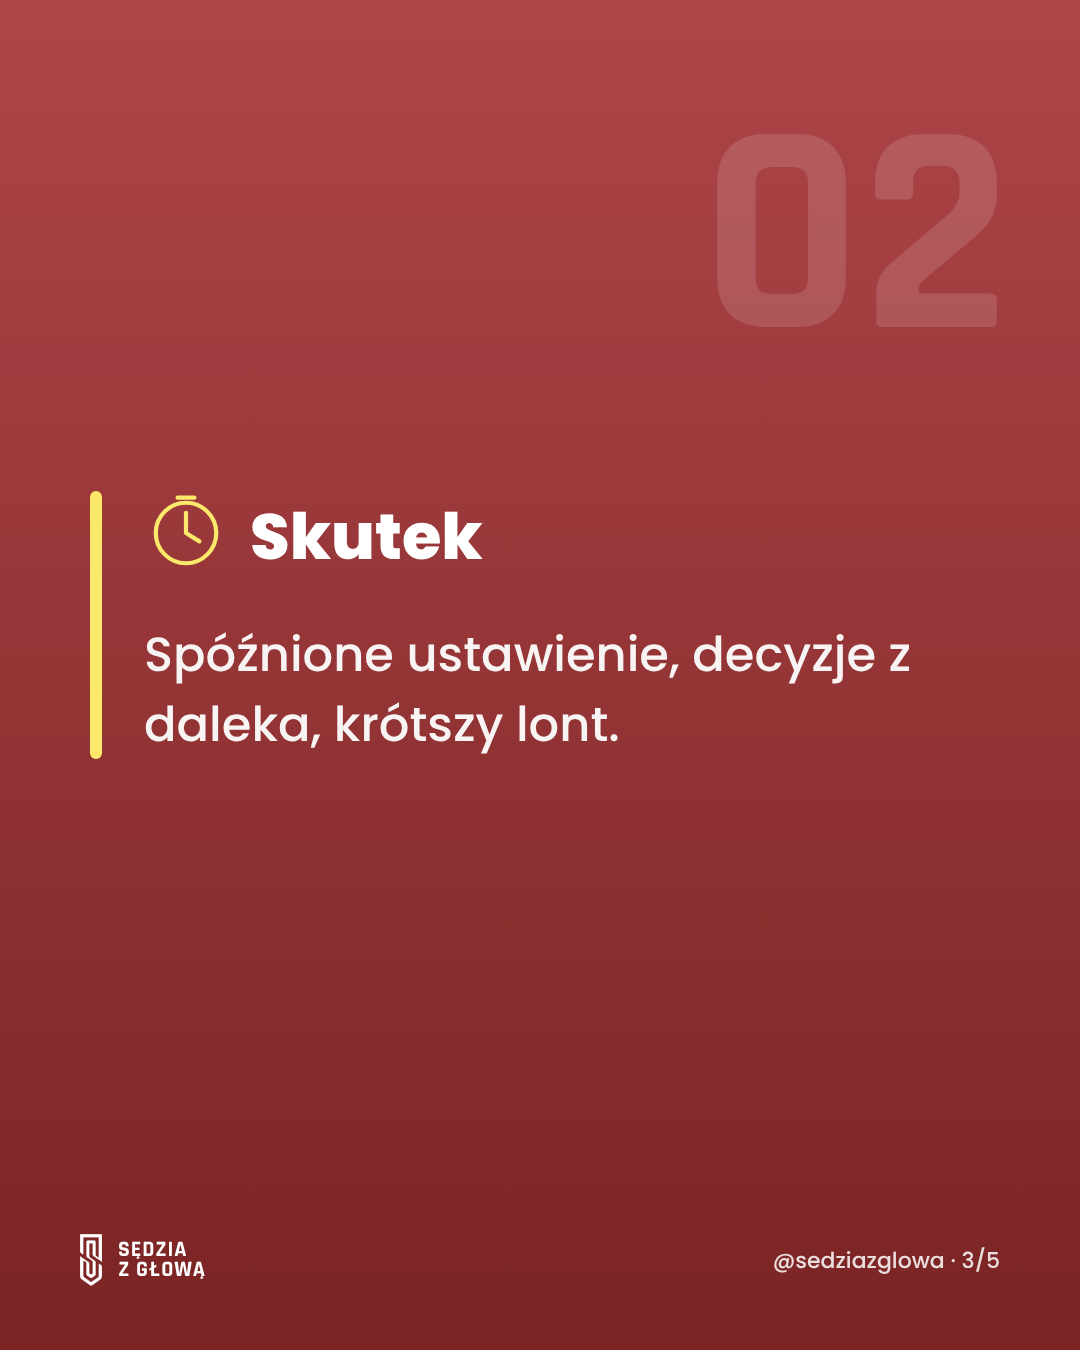 02
Skutek
Spóźnione ustawienie, decyzje z
daleka, krótszy lont.
SĘDZIA
Z GŁOWĄ
@sedziazglowa · 3/5